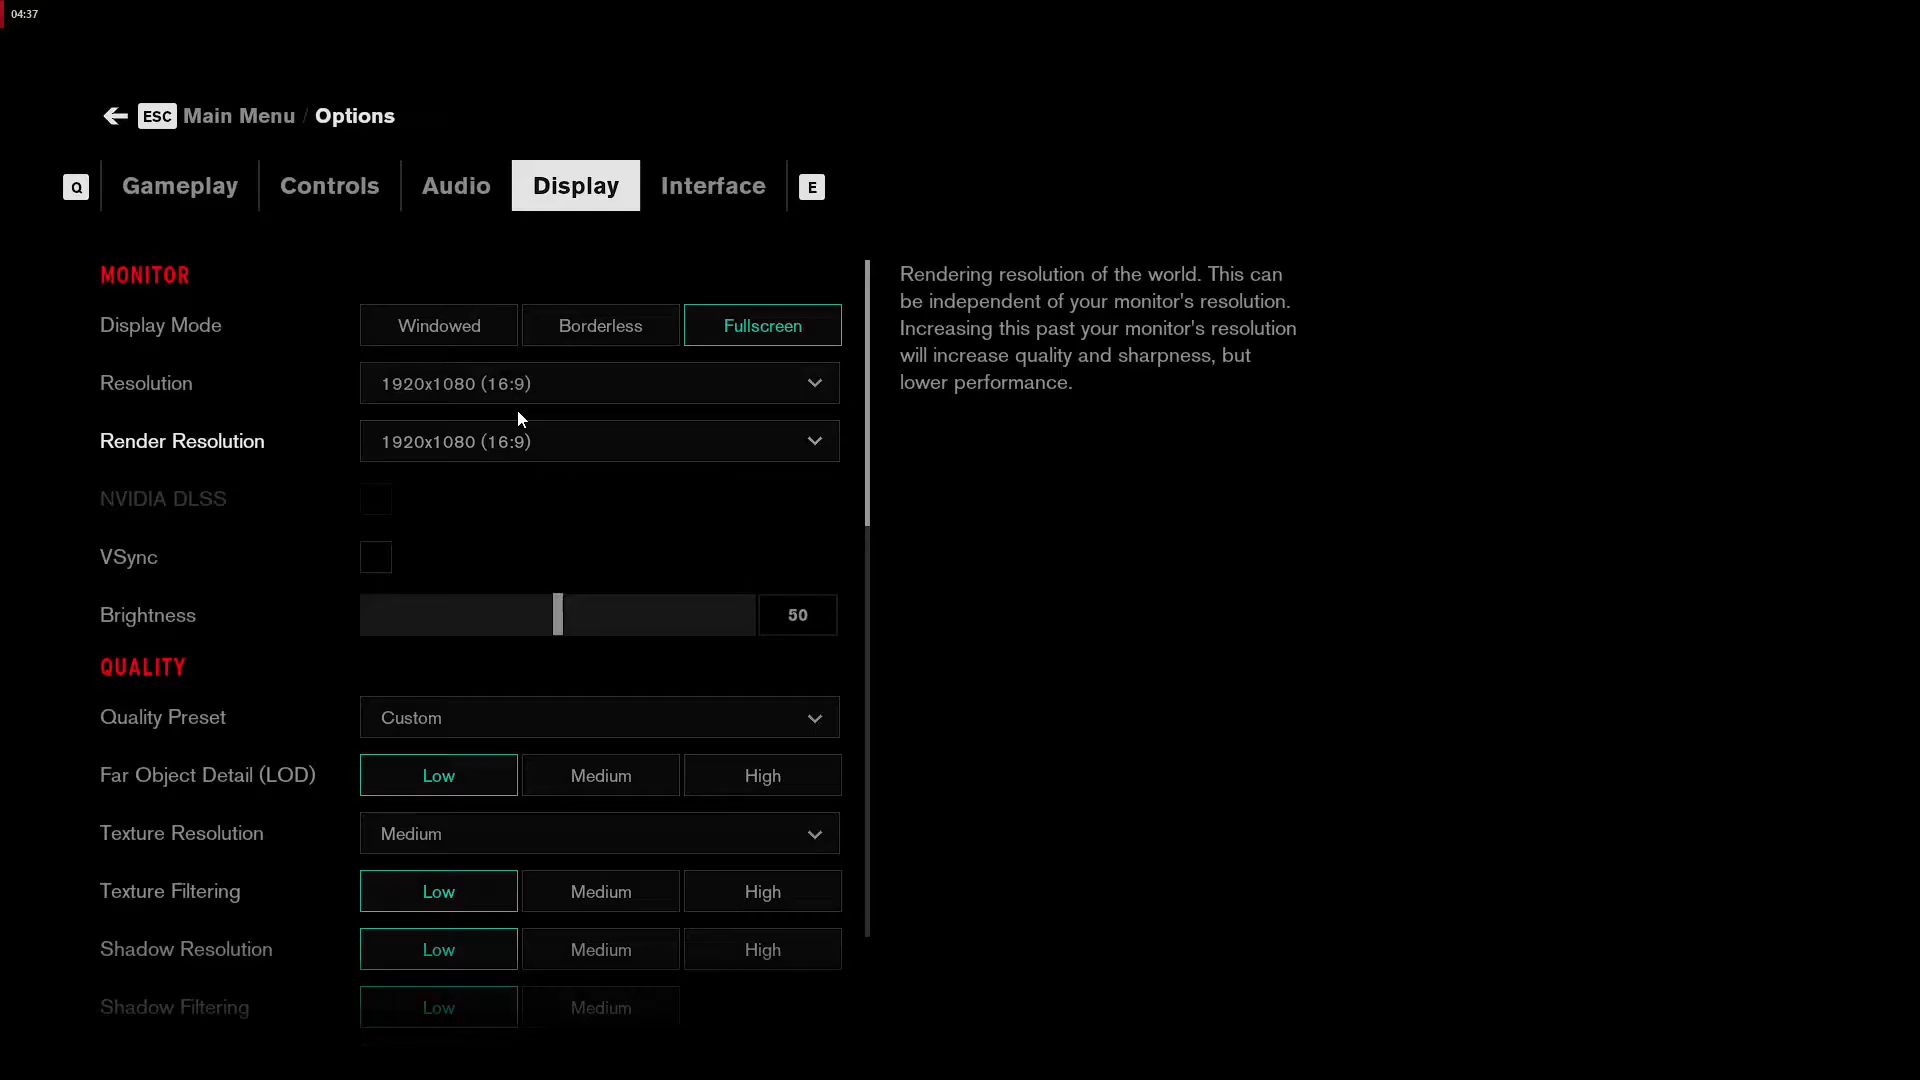 04:37
ESC Main Menu / Options
Q Gameplay Controls Audio Display Interface E
MONITOR
Display Mode Windowed Borderless Fullscreen
Resolution 1920x1080 (16:9)
Render Resolution 1920x1080 (16:9)
NVIDIA DLSS
VSync
Brightness 50
QUALITY
Quality Preset Custom
Far Object Detail (LOD) Low Medium High
Texture Resolution Medium
Texture Filtering Low Medium High
Shadow Resolution Low Medium High
Shadow Filtering Low Medium
Rendering resolution of the world. This can
be independent of your monitor's resolution.
Increasing this past your monitor's resolution
will increase quality and sharpness, but
lower performance.